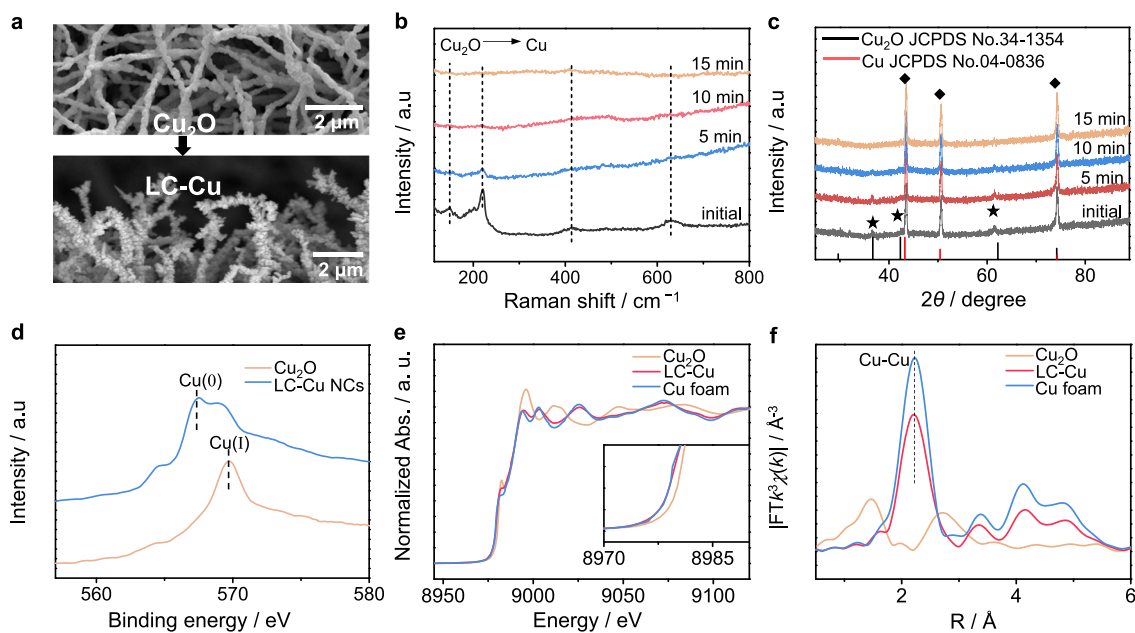 a
Cu₂O
2 μm
LC-Cu
2 μm
b
Cu₂O → Cu
15 min
10 min
5 min
initial
Intensity / a.u
200 400 600 800
Raman shift / cm⁻¹
c
Cu₂O JCPDS No.34-1354
Cu JCPDS No.04-0836
15 min
10 min
5 min
initial
Intensity / a.u
40 60 80
2θ / degree
d
Cu₂O
LC-Cu NCs
Cu(0)
Cu(I)
Intensity / a.u
560 570 580
Binding energy / eV
e
Cu₂O
LC-Cu
Cu foam
Normalized Abs. / a. u.
8970 8985
8950 9000 9050 9100
Energy / eV
f
Cu-Cu
Cu₂O
LC-Cu
Cu foam
|FTk³χ(k)| / Å-³
2 4 6
R / Å